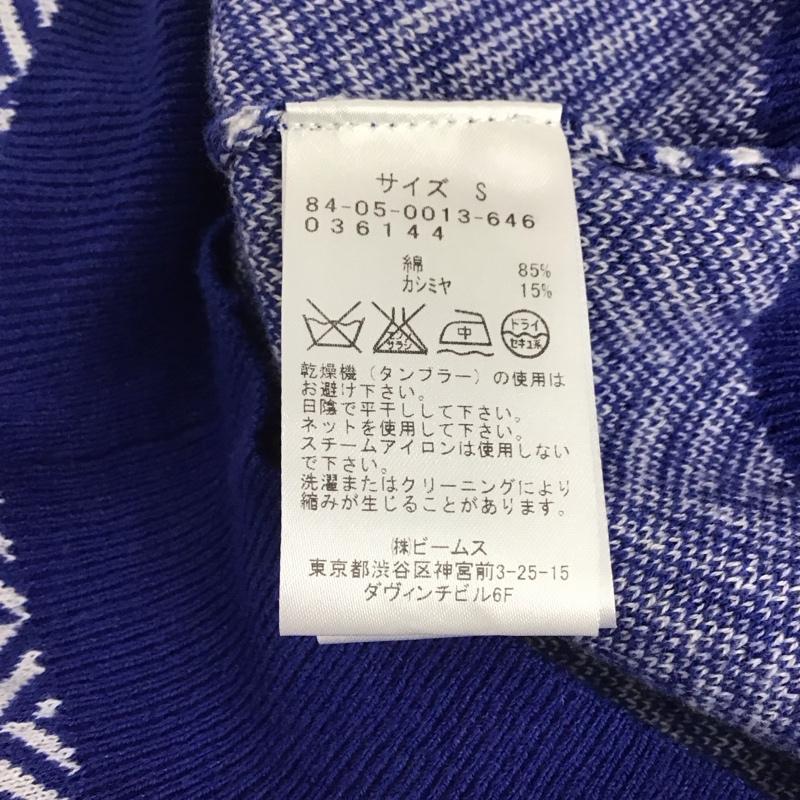 サイズ S
84-05-0013-646
036144
綿 85%
カシミヤ 15%
エンソ サラシ 中 ドライ セキユ系
乾燥機（タンブラー）の使用は
お避け下さい。
日陰で平干しして下さい。
ネットを使用して下さい。
スチームアイロンは使用しない
で下さい。
洗濯またはクリーニングにより
縮みが生じることがあります。
㈱ビームス
東京都渋谷区神宮前3-25-15
ダヴィンチビル6F